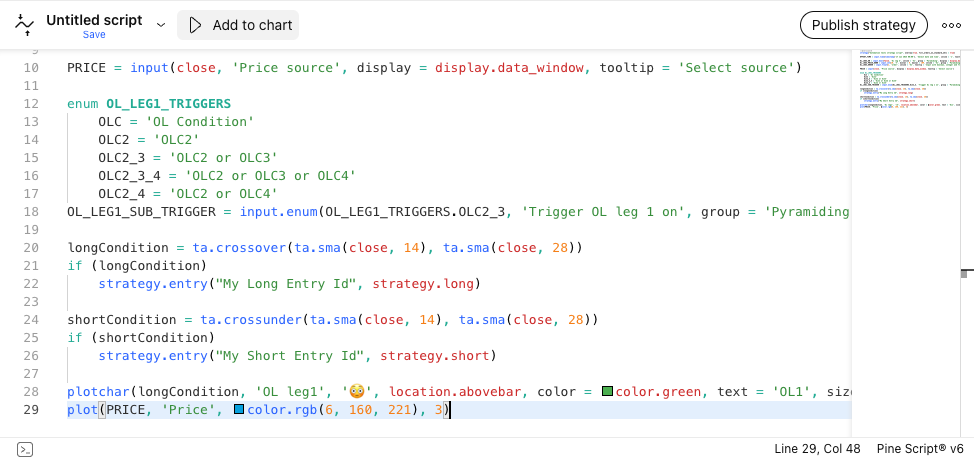 Untitled script
Save
Add to chart
Publish strategy
10 PRICE = input(close, 'Price source', display = display.data_window, tooltip = 'Select source')
11
12 enum OL_LEG1_TRIGGERS
13     OLC = 'OL Condition'
14     OLC2 = 'OLC2'
15     OLC2_3 = 'OLC2 or OLC3'
16     OLC2_3_4 = 'OLC2 or OLC3 or OLC4'
17     OLC2_4 = 'OLC2 or OLC4'
18 OL_LEG1_SUB_TRIGGER = input.enum(OL_LEG1_TRIGGERS.OLC2_3, 'Trigger OL leg 1 on', group = 'Pyramiding
19
20 longCondition = ta.crossover(ta.sma(close, 14), ta.sma(close, 28))
21 if (longCondition)
22     strategy.entry("My Long Entry Id", strategy.long)
23
24 shortCondition = ta.crossunder(ta.sma(close, 14), ta.sma(close, 28))
25 if (shortCondition)
26     strategy.entry("My Short Entry Id", strategy.short)
27
28 plotchar(longCondition, 'OL leg1', '😳', location.abovebar, color = color.green, text = 'OL1', size
29 plot(PRICE, 'Price', color.rgb(6, 160, 221), 3)
Line 29, Col 48 Pine Script® v6